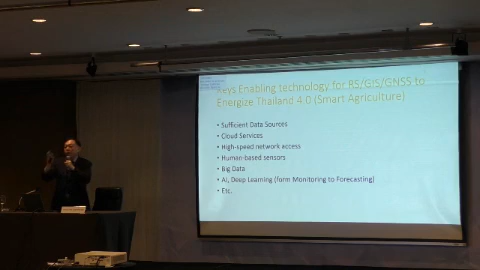 Keys Enabling technology for RS/GIS/GNSS to
Energize Thailand 4.0 (Smart Agriculture)
• Sufficient Data Sources
• Cloud Services
• High-speed network access
• Human-based sensors
• Big Data
• AI, Deep Learning (form Monitoring to Forecasting)
• Etc.